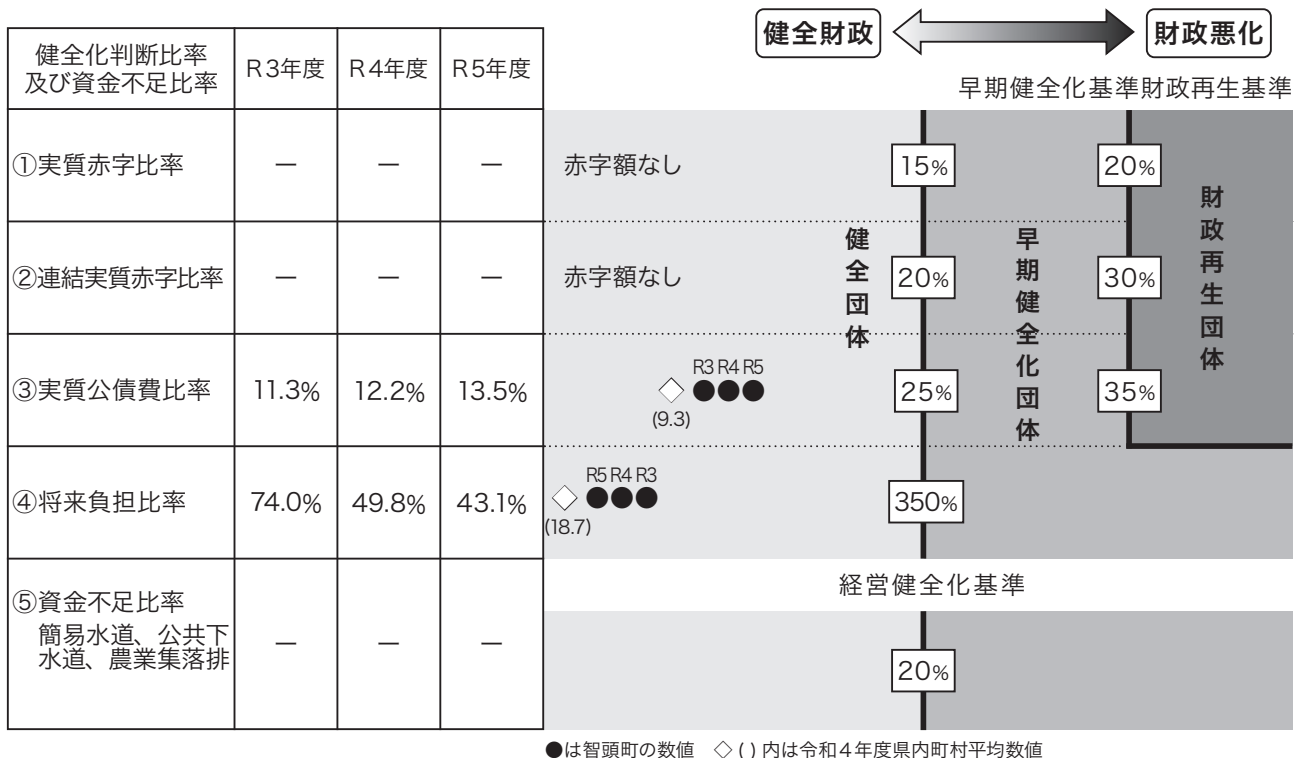 健全財政 財政悪化
早期健全化基準財政再生基準
健全化判断比率
及び資金不足比率
R3年度 R4年度 R5年度
①実質赤字比率 － － － 赤字額なし 15% 20%
②連結実質赤字比率 － － － 赤字額なし 20% 30%
健全団体
早期健全化団体
財政再生団体
③実質公債費比率 11.3% 12.2% 13.5%
R3 R4 R5
◇●●●
(9.3)
25% 35%
④将来負担比率 74.0% 49.8% 43.1%
R5 R4 R3
◇●●●
(18.7)
350%
経営健全化基準
⑤資金不足比率
簡易水道、公共下
水道、農業集落排
－ － －
20%
●は智頭町の数値 ◇ ( ) 内は令和４年度県内町村平均数値